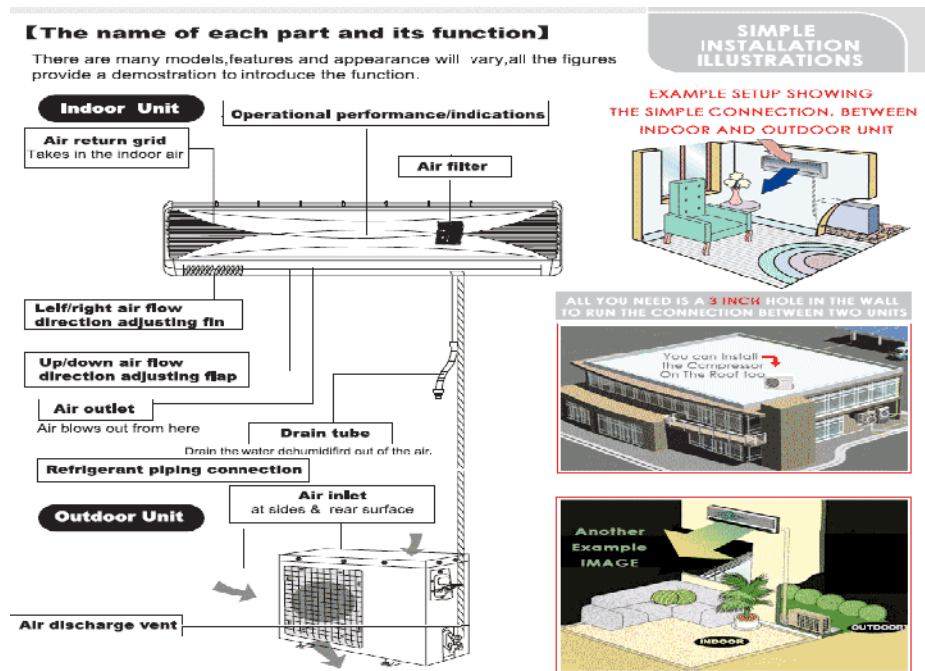 【The name of each part and its function】
There are many models,features and appearance will vary,all the figures
provide a demostration to introduce the function.
Indoor Unit
Operational performance/indications
Air return grid
Takes in the indoor air
Air filter
Lelf/right air flow
direction adjusting fin
Up/down air flow
direction adjusting flap
Air outlet
Air blows out from here
Drain tube
Drain the water dehumidifird out of the air.
Refrigerant piping connection
Air inlet
at sides & rear surface
Outdoor Unit
Air discharge vent
SIMPLE
INSTALLATION
ILLUSTRATIONS
EXAMPLE SETUP SHOWING
THE SIMPLE CONNECTION, BETWEEN
INDOOR AND OUTDOOR UNIT
ALL YOU NEED IS A 3 INCH HOLE IN THE WALL
TO RUN THE CONNECTION BETWEEN TWO UNITS
You can Install
the Compressor
On The Roof too
Another
Example
IMAGE
INDOOR
OUTDOOR